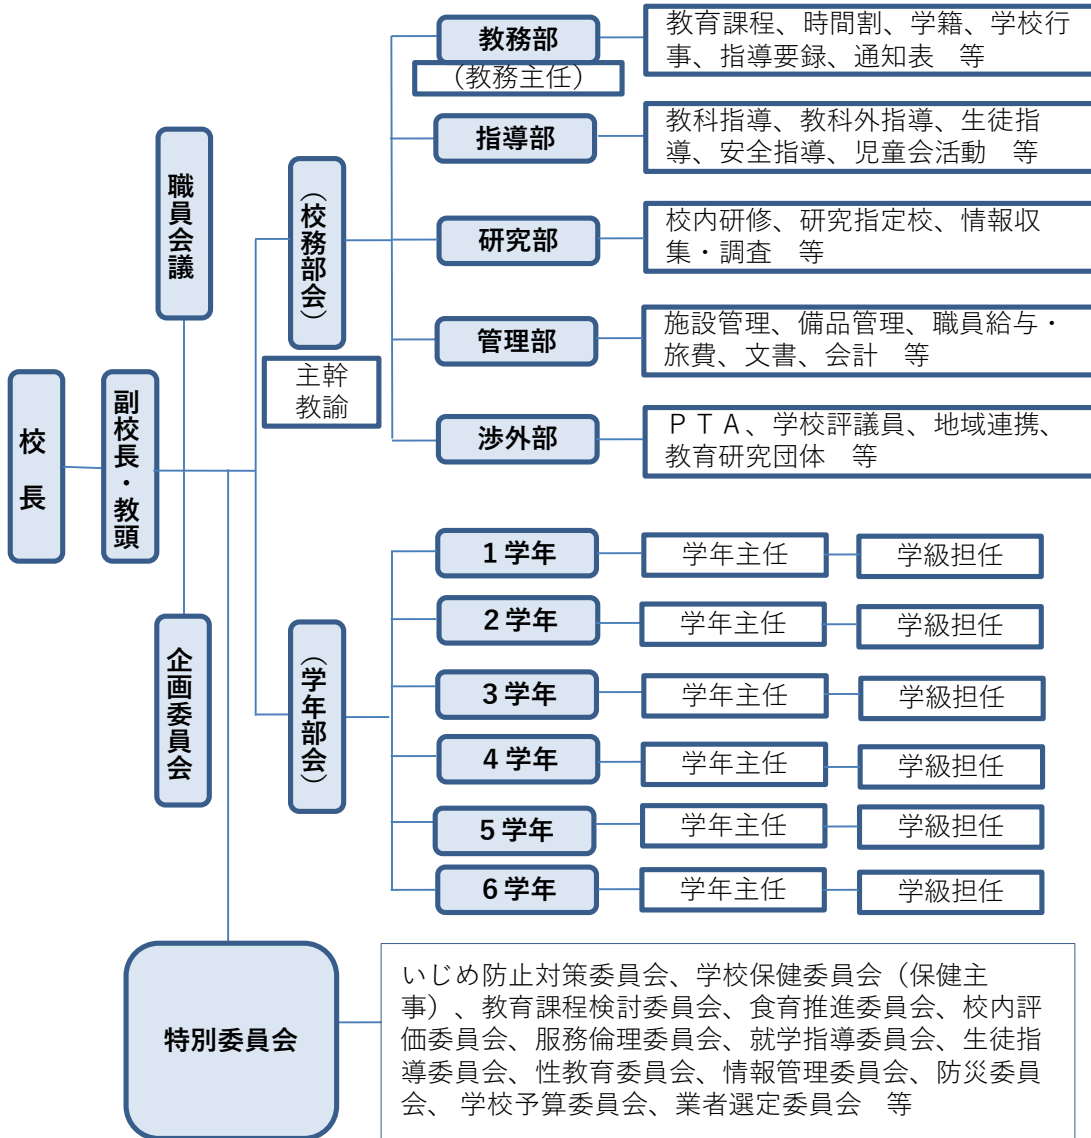 校長
副校長・教頭
職員会議
企画委員会
(校務部会)
主幹
教諭
教務部
(教務主任)
教育課程、時間割、学籍、学校行
事、指導要録、通知表　等
指導部
教科指導、教科外指導、生徒指
導、安全指導、児童会活動　等
研究部
校内研修、研究指定校、情報収
集・調査　等
管理部
施設管理、備品管理、職員給与・
旅費、文書、会計　等
渉外部
ＰＴＡ、学校評議員、地域連携、
教育研究団体　等
(学年部会)
1学年
学年主任
学級担任
2学年
学年主任
学級担任
3学年
学年主任
学級担任
4学年
学年主任
学級担任
5学年
学年主任
学級担任
6学年
学年主任
学級担任
特別委員会
いじめ防止対策委員会、学校保健委員会（保健主
事）、教育課程検討委員会、食育推進委員会、校内評
価委員会、服務倫理委員会、就学指導委員会、生徒指
導委員会、性教育委員会、情報管理委員会、防災委員
会、 学校予算委員会、業者選定委員会　等